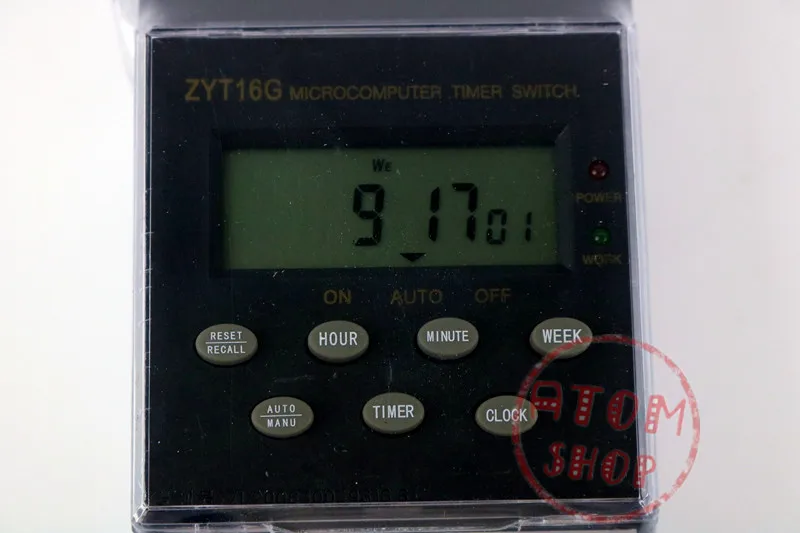 ZYT16G MICROCOMPUTER TIMER SWITCH
WE
9 17 01
POWER
WORK
ON AUTO OFF
RESET
RECALL
HOUR
MINUTE
WEEK
AUTO
MANU
TIMER
CLOCK
ATOM
SHOP